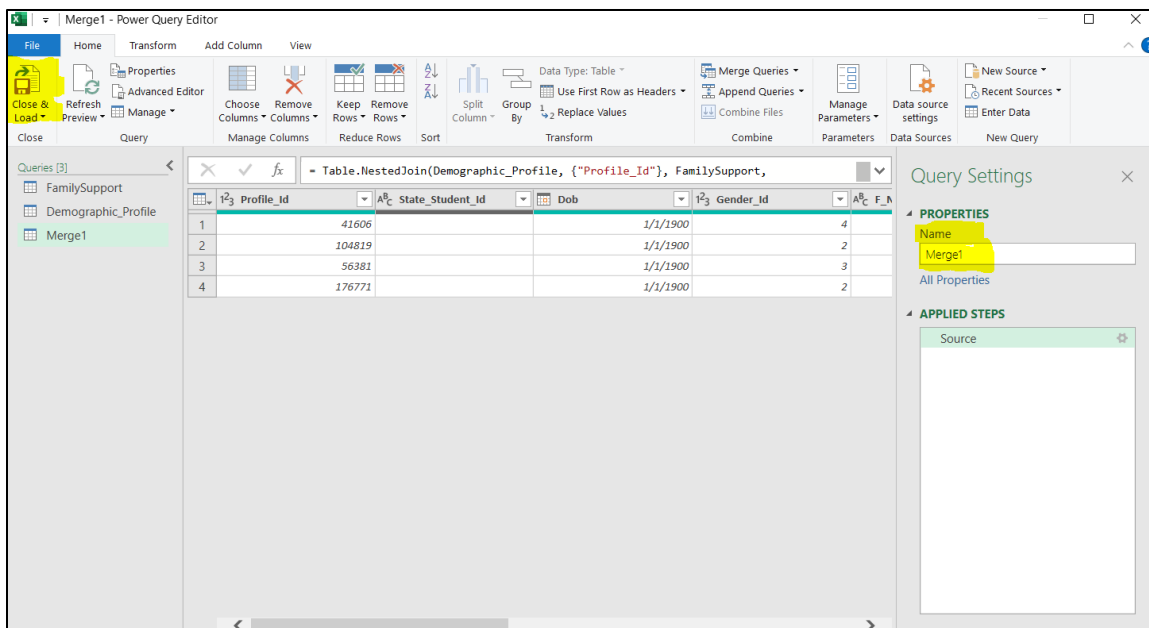 Merge1 - Power Query Editor
File Home Transform Add Column View
Close & Load
Refresh Preview
Properties
Advanced Editor
Manage
Choose Columns
Remove Columns
Keep Rows
Remove Rows
Split Column
Group By
Data Type: Table
Use First Row as Headers
Replace Values
Merge Queries
Append Queries
Combine Files
Manage Parameters
Data source settings
New Source
Recent Sources
Enter Data
Close Query Manage Columns Reduce Rows Sort Transform Combine Parameters Data Sources New Query
Queries [3]
FamilySupport
Demographic_Profile
Merge1
fx = Table.NestedJoin(Demographic_Profile, {"Profile_Id"}, FamilySupport,
123 Profile_Id ABC State_Student_Id Dob 123 Gender_Id ABC
1 41606 1/1/1900 4
2 104819 1/1/1900 2
3 56381 1/1/1900 3
4 176771 1/1/1900 2
Query Settings
PROPERTIES
Name
Merge1
All Properties
APPLIED STEPS
Source